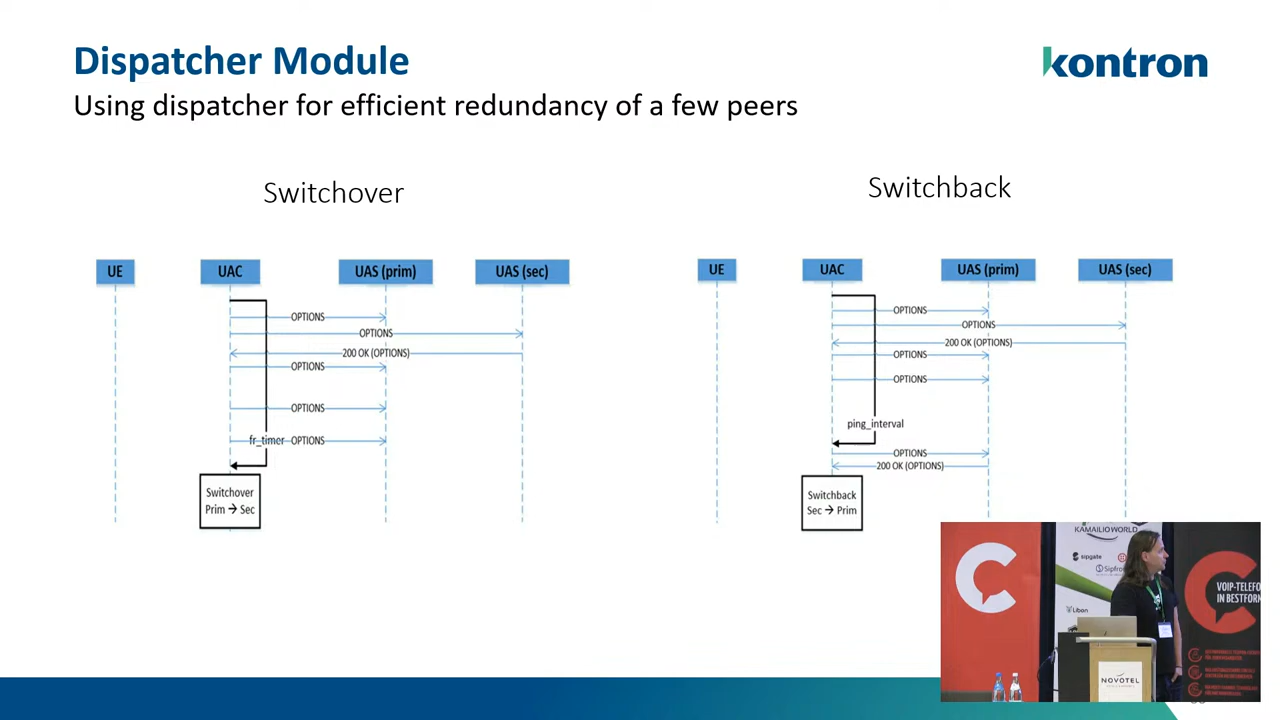 Dispatcher Module
kontron
Using dispatcher for efficient redundancy of a few peers
Switchover
UE
UAC
UAS (prim)
UAS (sec)
OPTIONS
OPTIONS
200 OK (OPTIONS)
OPTIONS
OPTIONS
fr_timer
OPTIONS
Switchover
Prim → Sec
Switchback
UE
UAC
UAS (prim)
UAS (sec)
OPTIONS
OPTIONS
200 OK (OPTIONS)
OPTIONS
OPTIONS
ping_interval
OPTIONS
200 OK (OPTIONS)
Switchback
Sec → Prim
KAMAILIO WORLD
sipgate
Libon
VOIP-TELEFO
IN BESTFORM
NOVOTEL